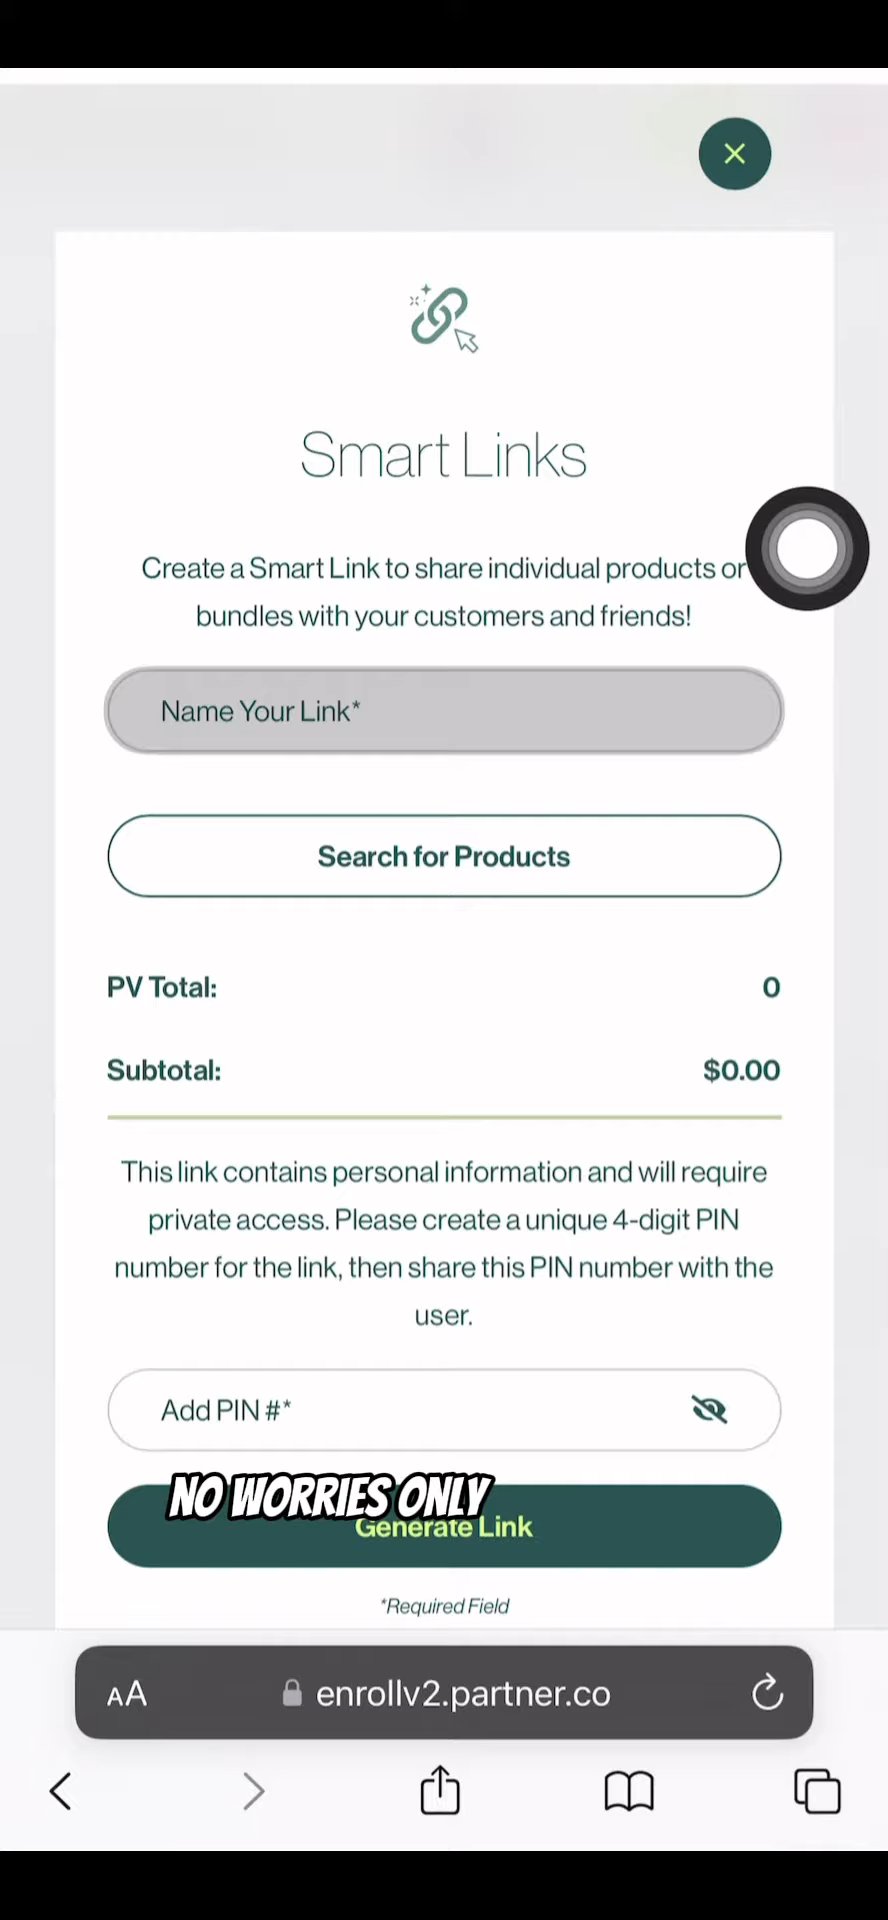 Smart Links
Create a Smart Link to share individual products or
bundles with your customers and friends!
Name Your Link*
Search for Products
PV Total: 0
Subtotal: $0.00
This link contains personal information and will require
private access. Please create a unique 4-digit PIN
number for the link, then share this PIN number with the
user.
Add PIN #*
NO WORRIES ONLY
Generate Link
*Required Field
AA enrollv2.partner.co